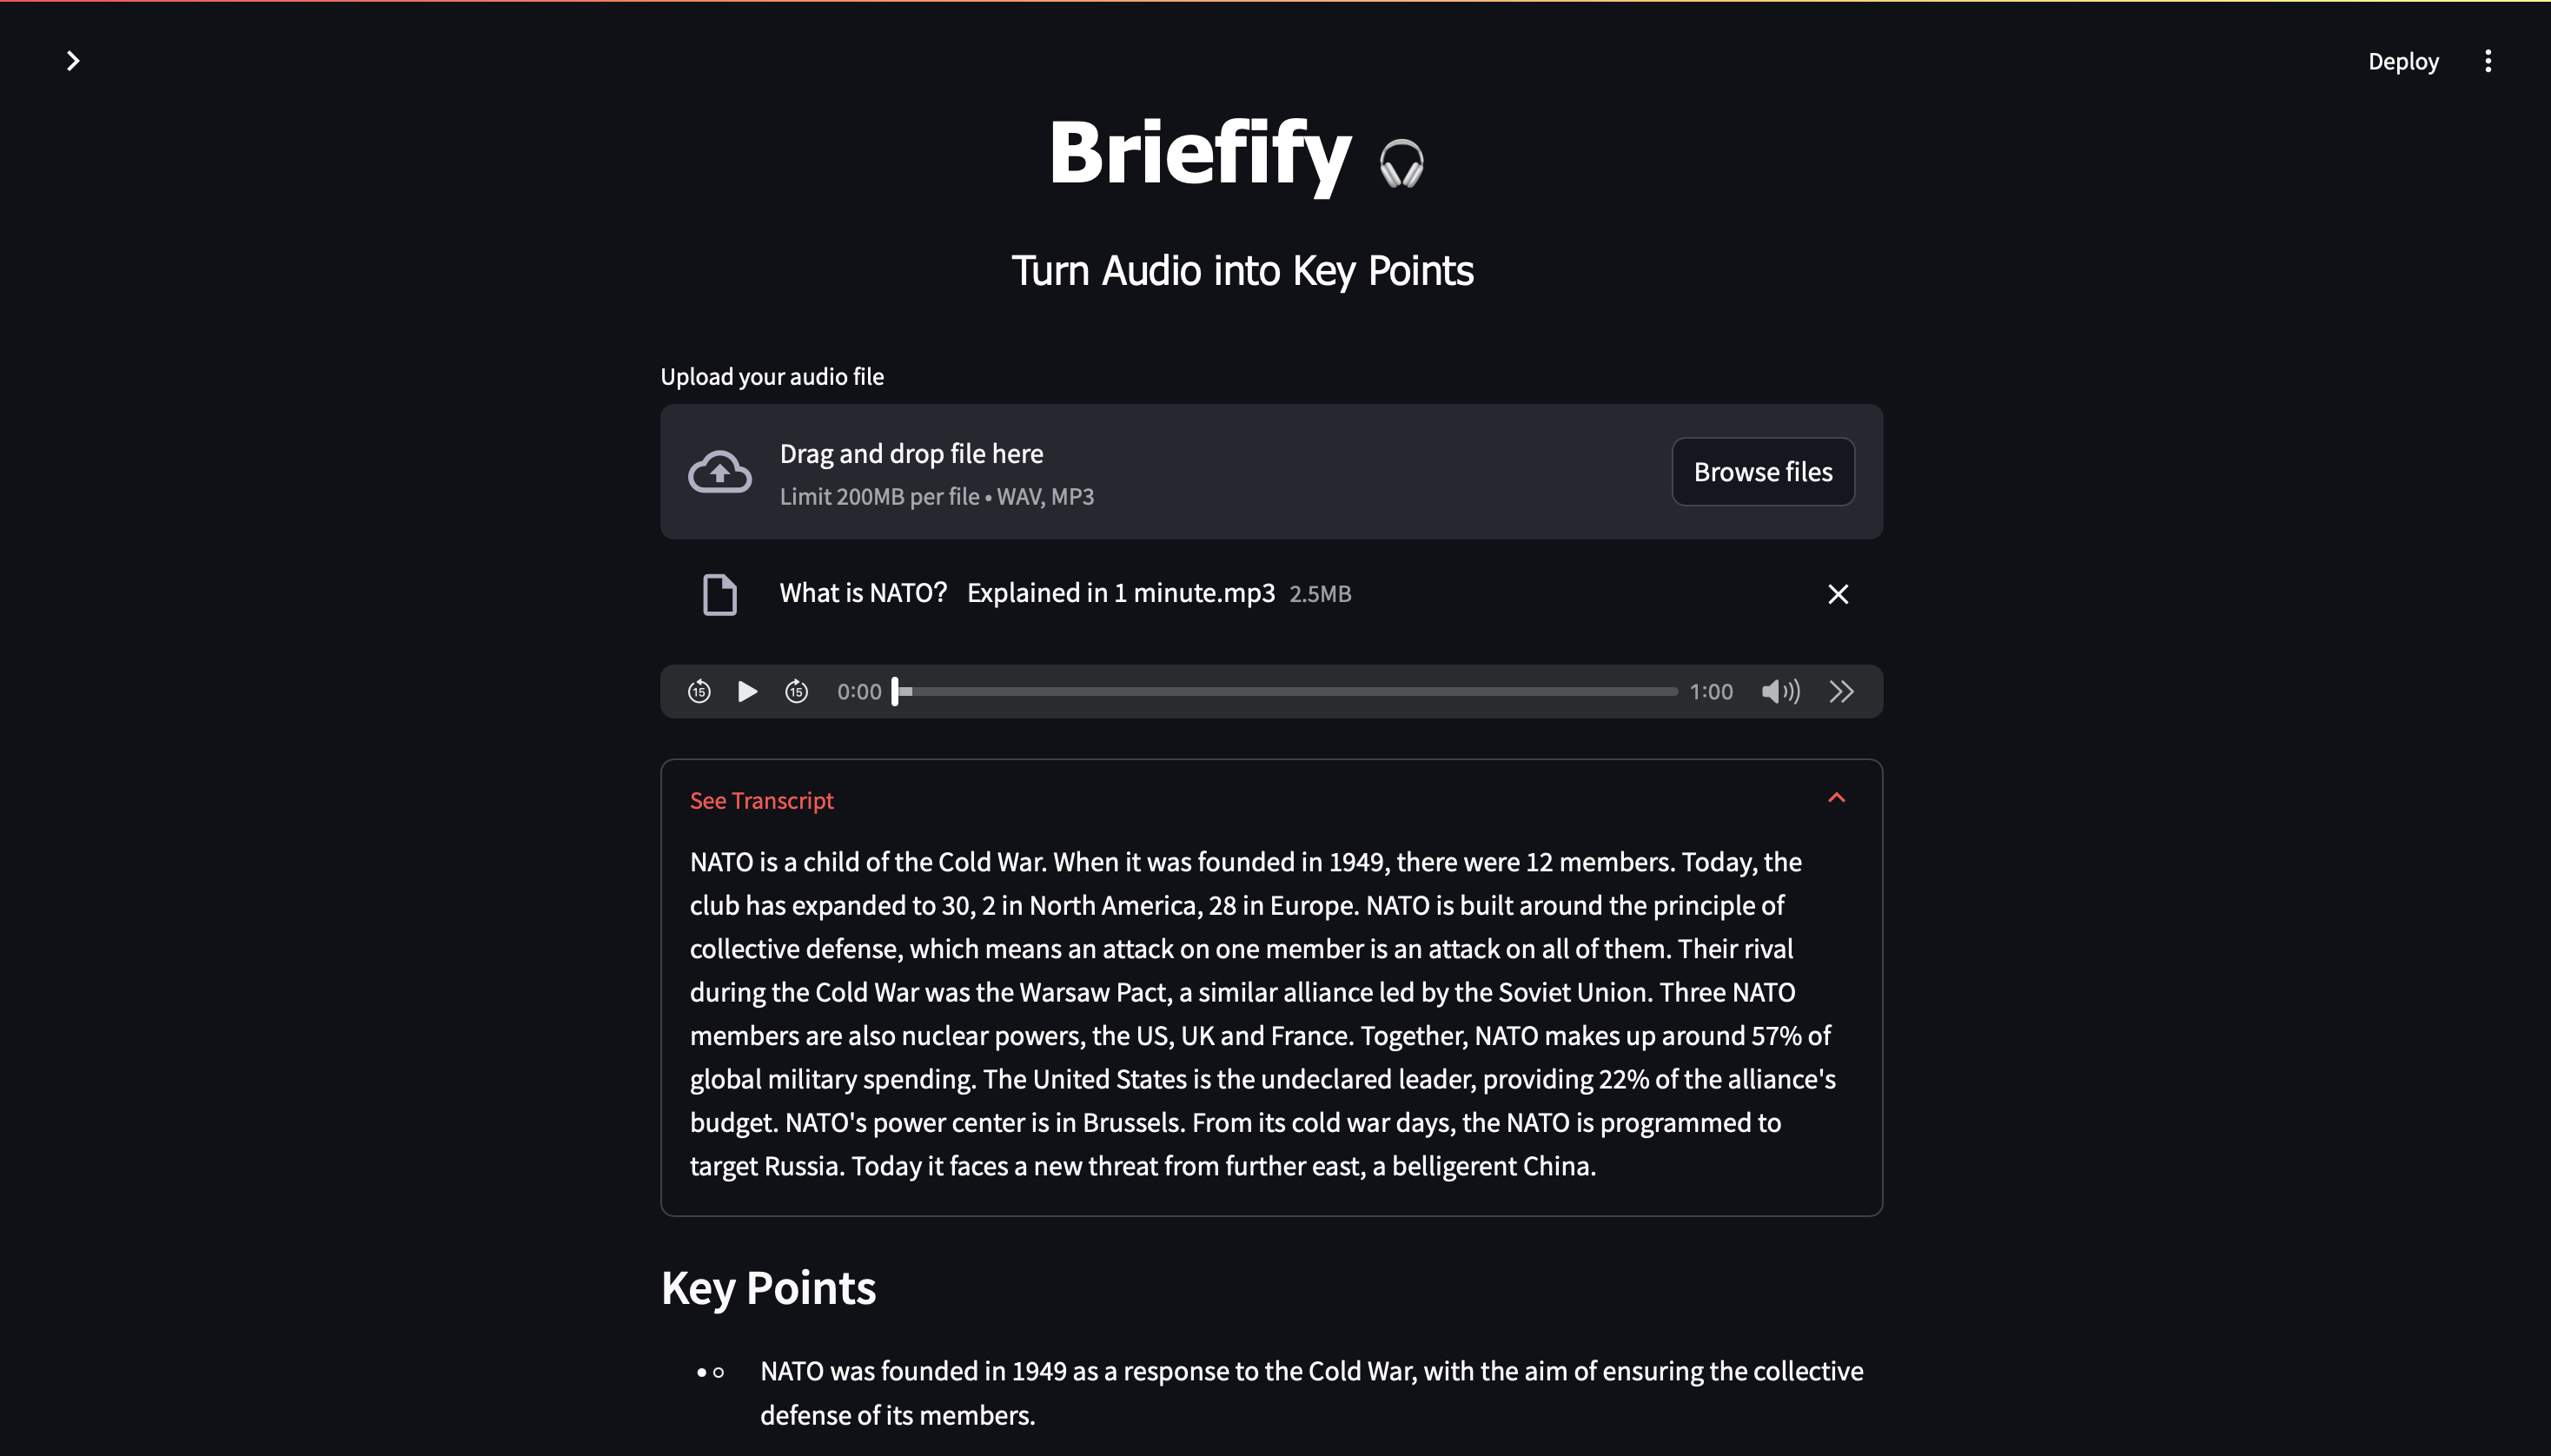 Deploy
Briefify
Turn Audio into Key Points
Upload your audio file
Drag and drop file here
Limit 200MB per file • WAV, MP3
Browse files
What is NATO?   Explained in 1 minute.mp3 2.5MB
15 15 0:00 1:00
See Transcript
NATO is a child of the Cold War. When it was founded in 1949, there were 12 members. Today, the
club has expanded to 30, 2 in North America, 28 in Europe. NATO is built around the principle of
collective defense, which means an attack on one member is an attack on all of them. Their rival
during the Cold War was the Warsaw Pact, a similar alliance led by the Soviet Union. Three NATO
members are also nuclear powers, the US, UK and France. Together, NATO makes up around 57% of
global military spending. The United States is the undeclared leader, providing 22% of the alliance's
budget. NATO's power center is in Brussels. From its cold war days, the NATO is programmed to
target Russia. Today it faces a new threat from further east, a belligerent China.
Key Points
NATO was founded in 1949 as a response to the Cold War, with the aim of ensuring the collective
defense of its members.